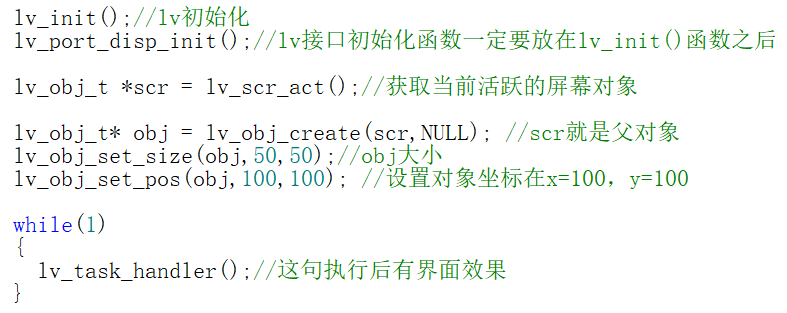 lv_init();//lv初始化
lv_port_disp_init();//lv接口初始化函数一定要放在lv_init()函数之后
lv_obj_t *scr = lv_scr_act();//获取当前活跃的屏幕对象
lv_obj_t* obj = lv_obj_create(scr,NULL); //scr就是父对象
lv_obj_set_size(obj,50,50);//obj大小
lv_obj_set_pos(obj,100,100); //设置对象坐标在x=100，y=100
while(1)
{
  lv_task_handler();//这句执行后有界面效果
}